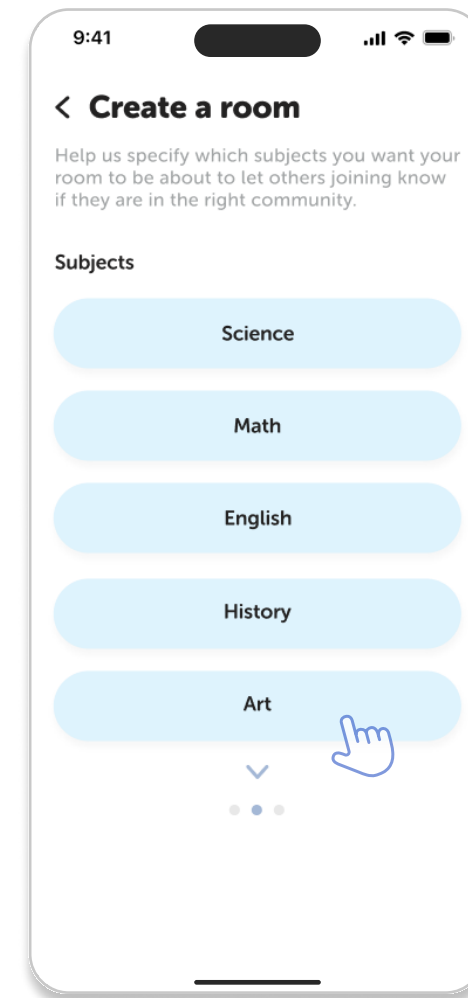 9:41
Create a room
Help us specify which subjects you want your
room to be about to let others joining know
if they are in the right community.
Subjects
Science
Math
English
History
Art